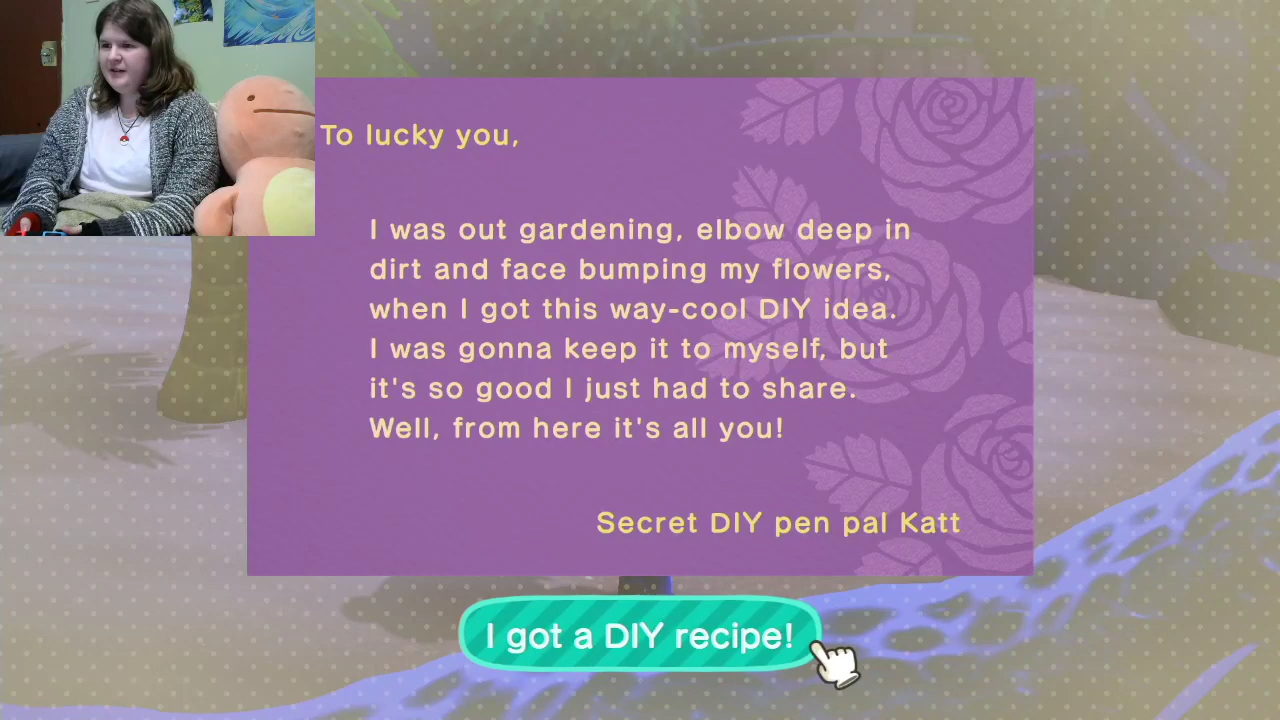 To lucky you,
I was out gardening, elbow deep in
dirt and face bumping my flowers,
when I got this way-cool DIY idea.
I was gonna keep it to myself, but
it's so good I just had to share.
Well, from here it's all you!
Secret DIY pen pal Katt
I got a DIY recipe!